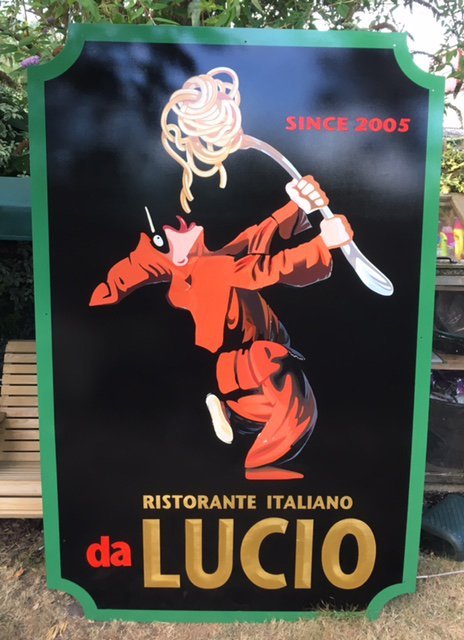 SINCE 2005
RISTORANTE ITALIANO
da LUCIO